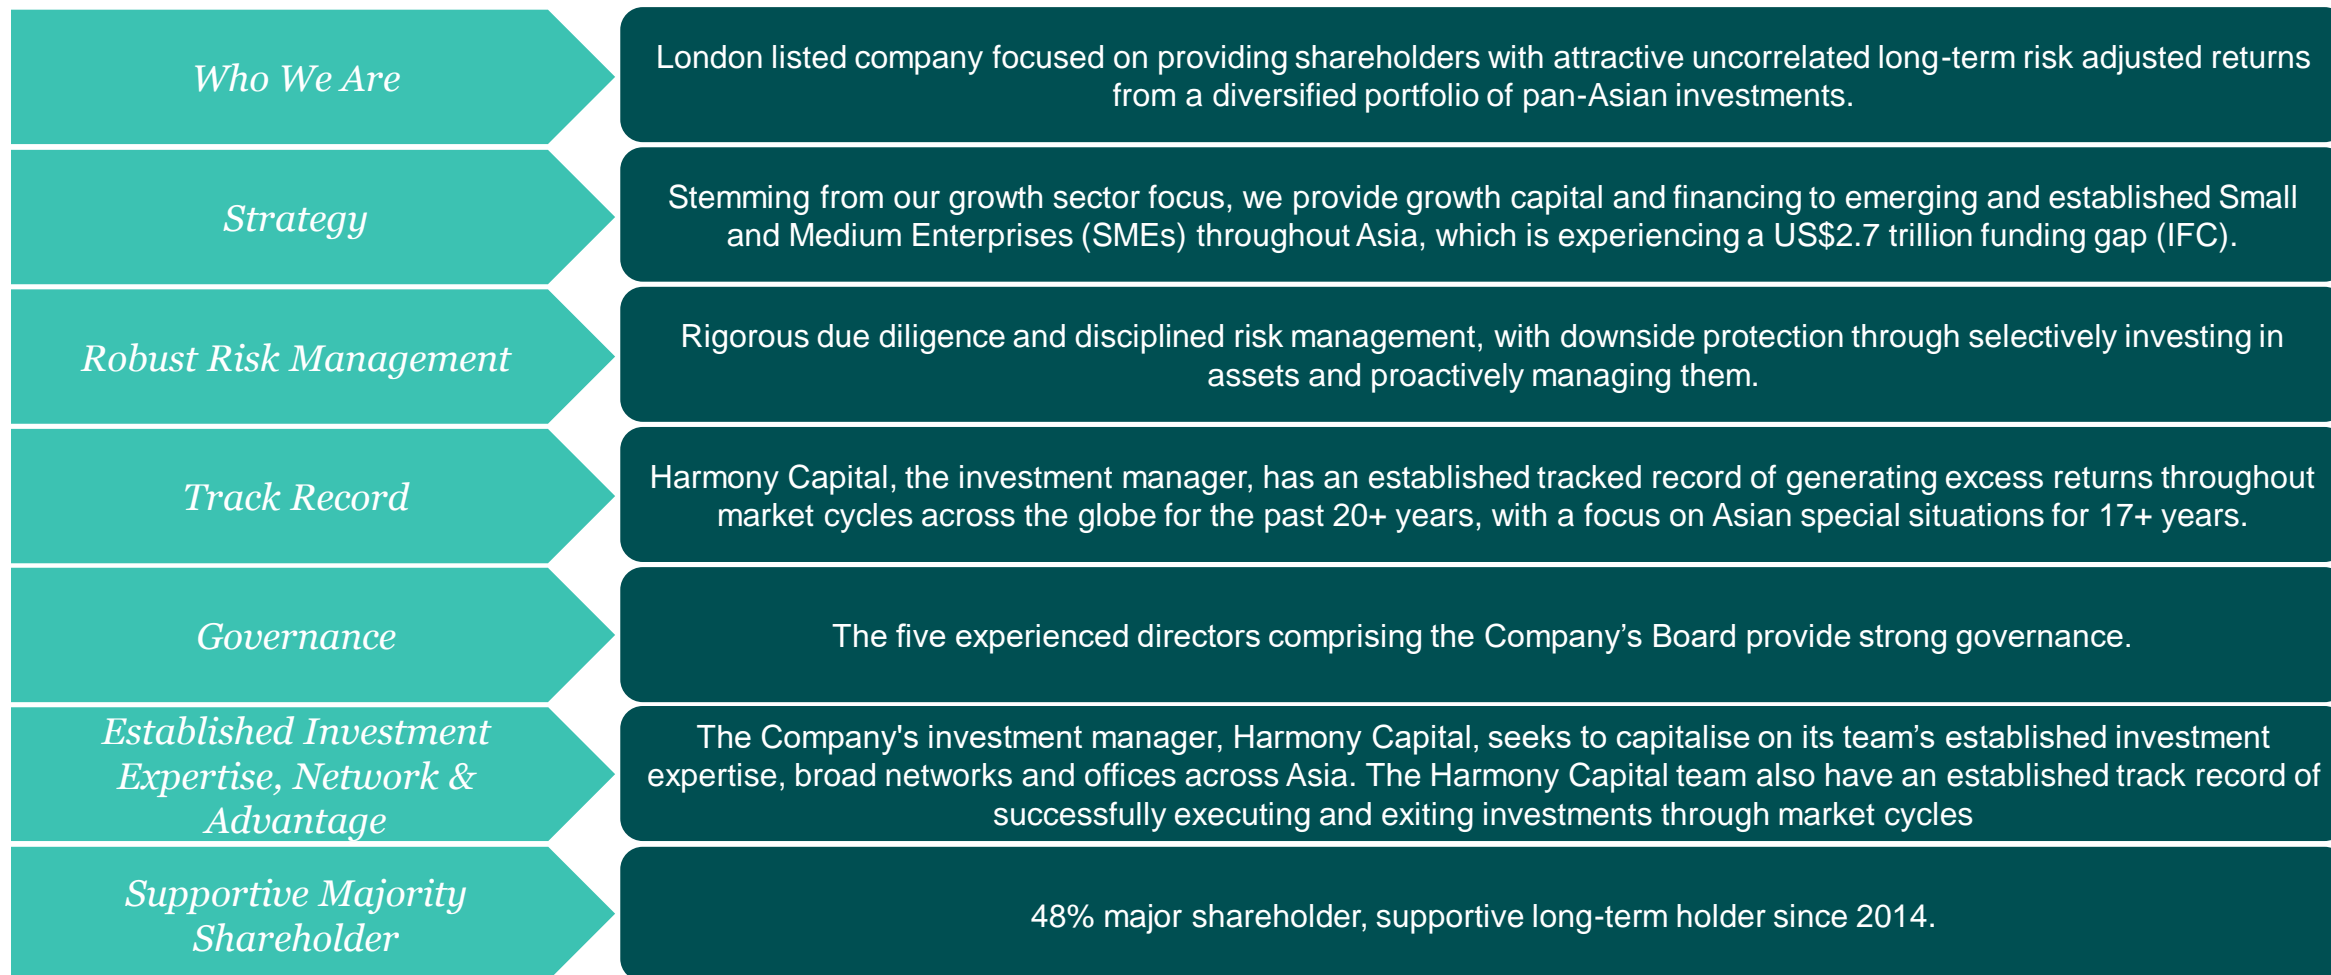 Who We Are
London listed company focused on providing shareholders with attractive uncorrelated long-term risk adjusted returns
from a diversified portfolio of pan-Asian investments.
Strategy
Stemming from our growth sector focus, we provide growth capital and financing to emerging and established Small
and Medium Enterprises (SMEs) throughout Asia, which is experiencing a US$2.7 trillion funding gap (IFC).
Robust Risk Management
Rigorous due diligence and disciplined risk management, with downside protection through selectively investing in
assets and proactively managing them.
Track Record
Harmony Capital, the investment manager, has an established tracked record of generating excess returns throughout
market cycles across the globe for the past 20+ years, with a focus on Asian special situations for 17+ years.
Governance
The five experienced directors comprising the Company’s Board provide strong governance.
Established Investment
Expertise, Network &
Advantage
The Company's investment manager, Harmony Capital, seeks to capitalise on its team’s established investment
expertise, broad networks and offices across Asia. The Harmony Capital team also have an established track record of
successfully executing and exiting investments through market cycles
Supportive Majority
Shareholder
48% major shareholder, supportive long-term holder since 2014.